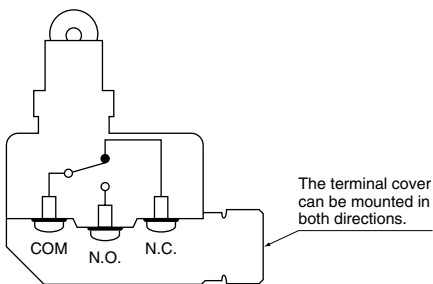 The terminal cover
can be mounted in
both directions.
COM
N.O.
N.C.